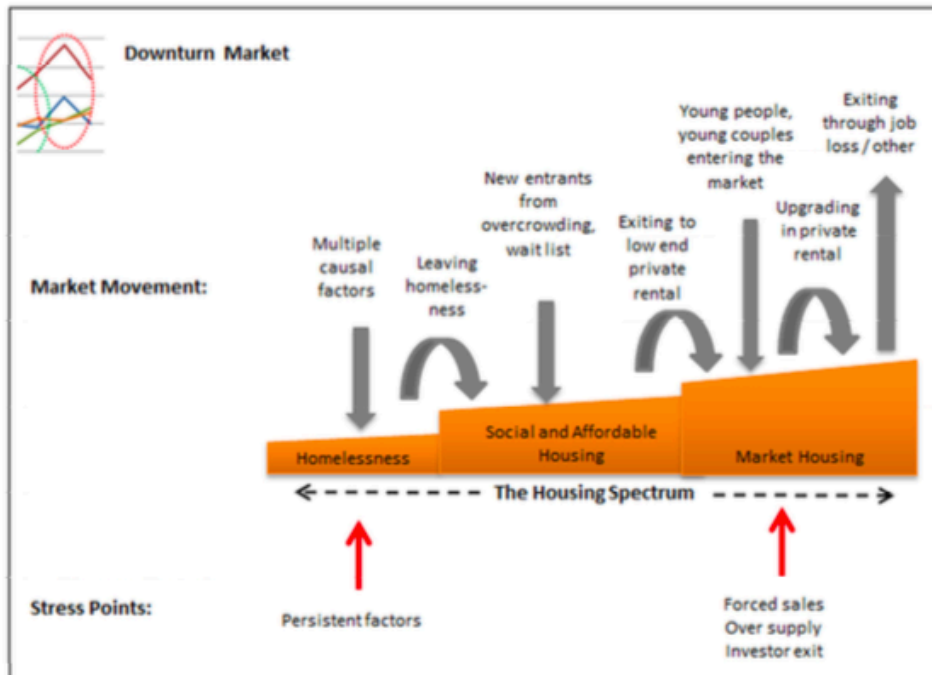 Downturn Market
Market Movement:
Multiple
causal
factors
Leaving
homeless-
ness
New entrants
from
overcrowding,
wait list
Exiting to
low end
private
rental
Young people,
young couples
entering the
market
Upgrading
in private
rental
Exiting
through job
loss / other
Homelessness
Social and Affordable
Housing
Market Housing
The Housing Spectrum
Stress Points:
Persistent factors
Forced sales
Over supply
Investor exit